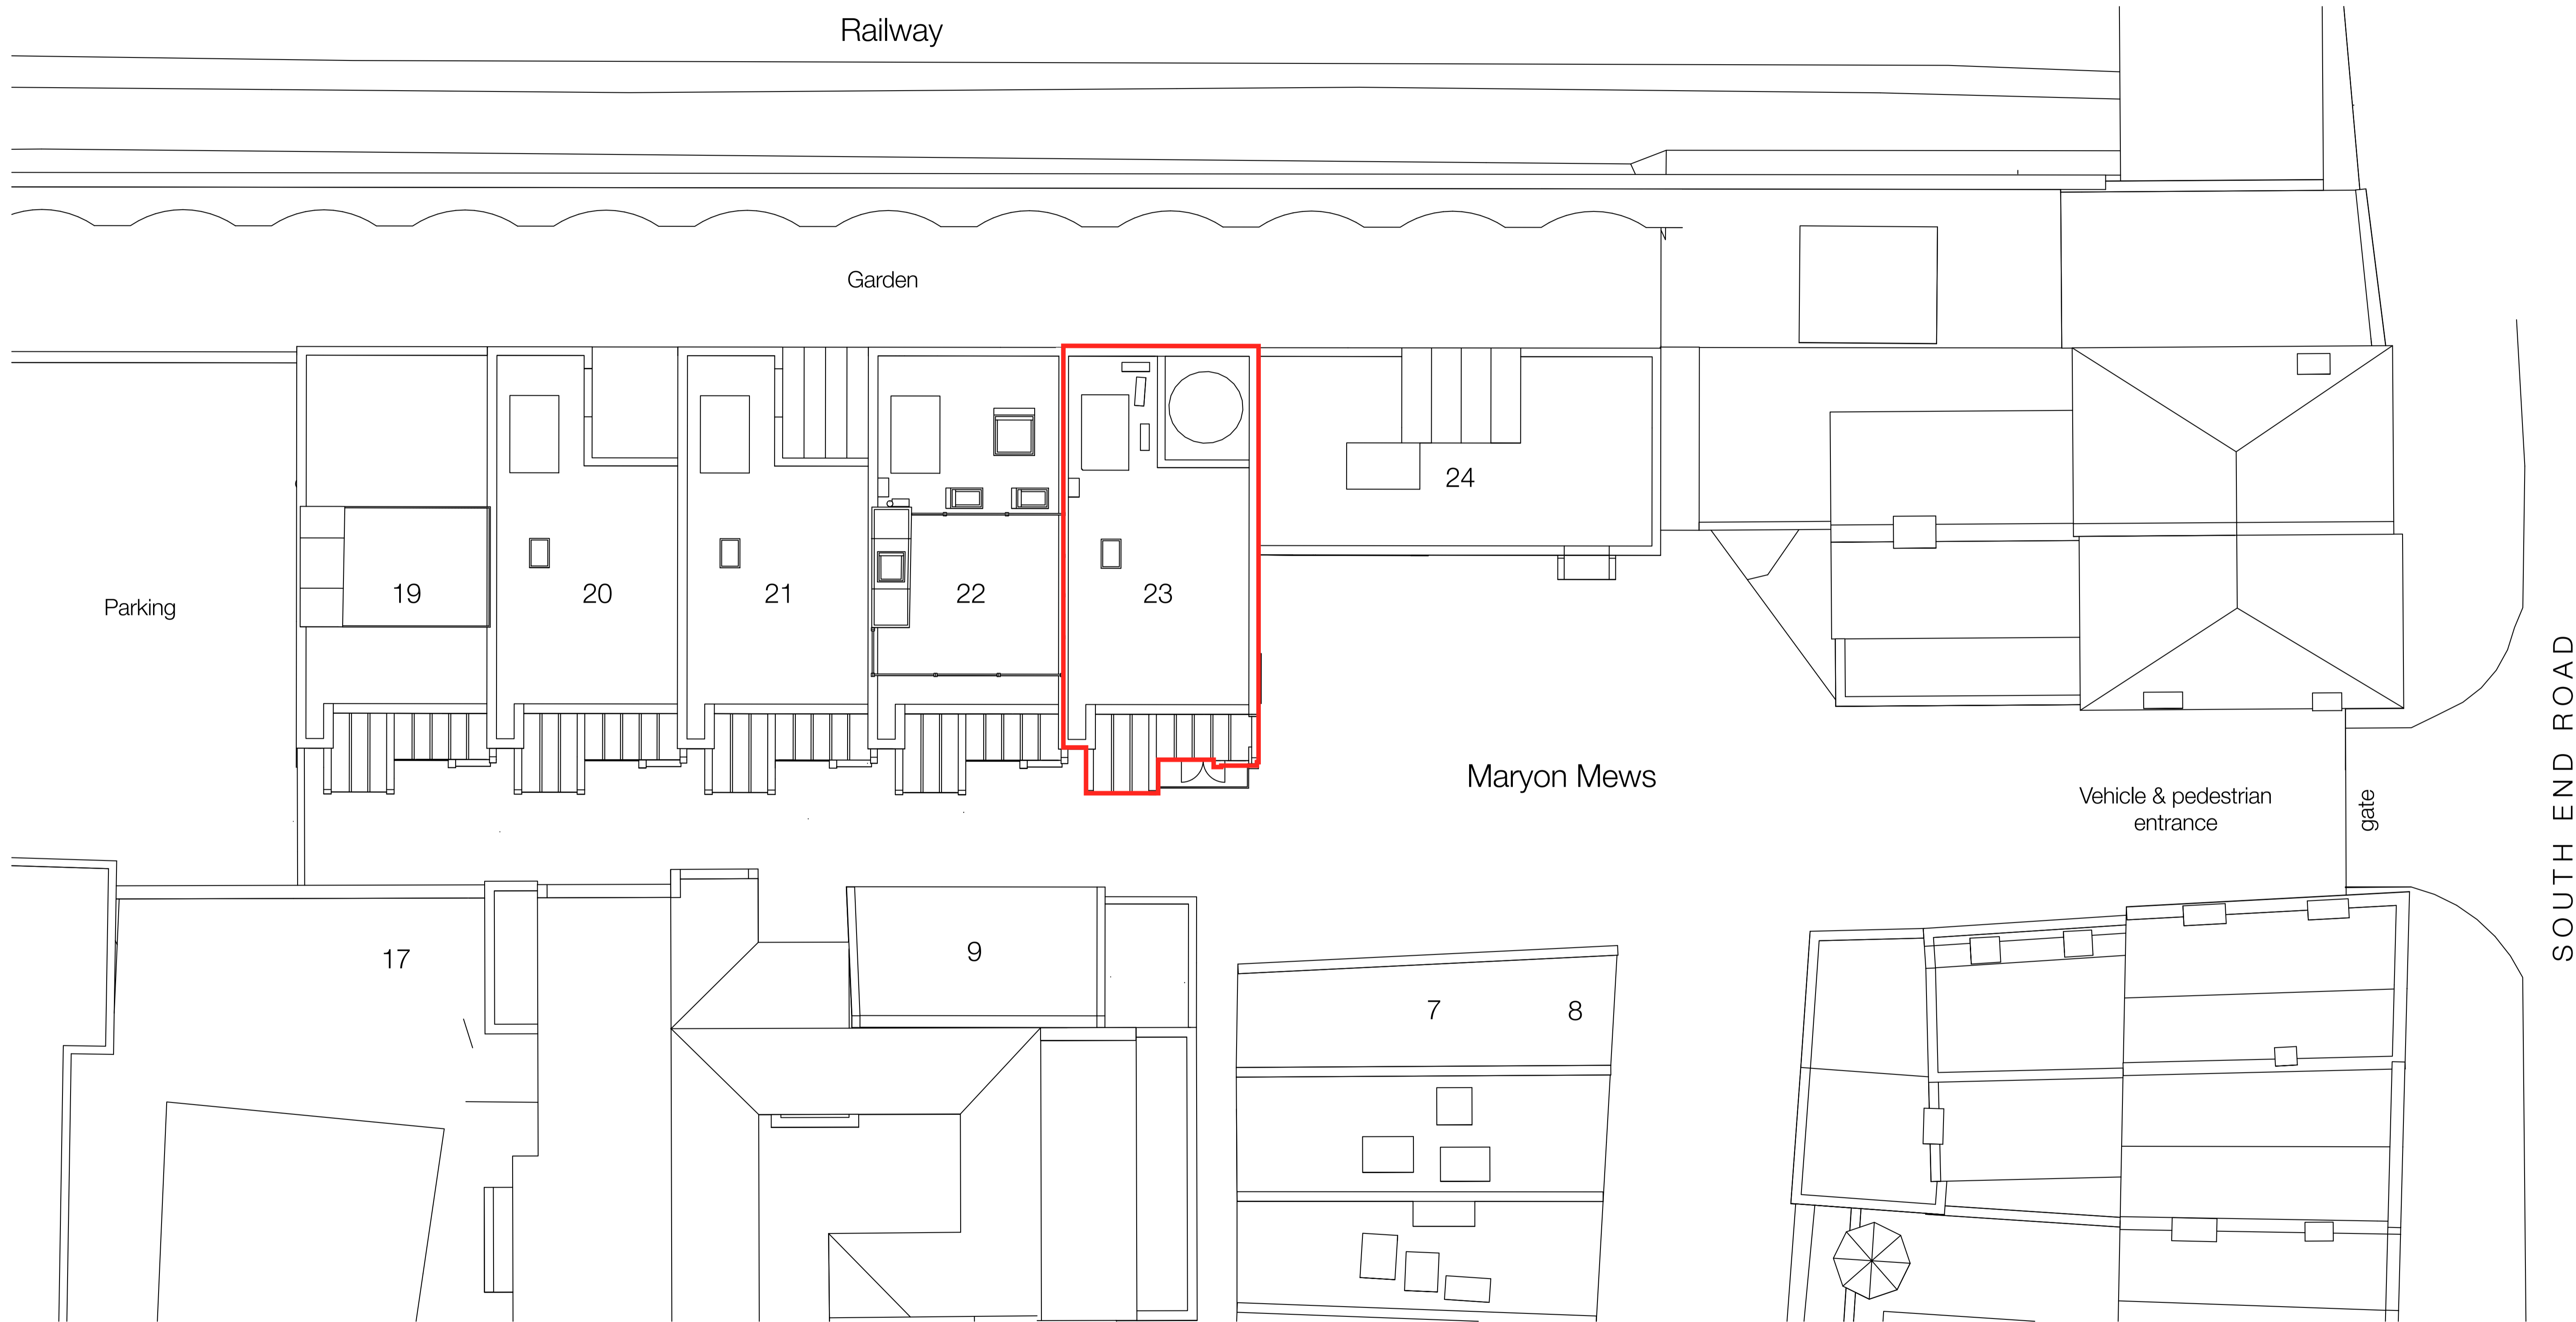 Railway
Garden
24
19
20
21
22
23
Parking
SOUTH END ROAD
Maryon Mews
Vehicle & pedestrian
entrance
gate
17
9
7
8